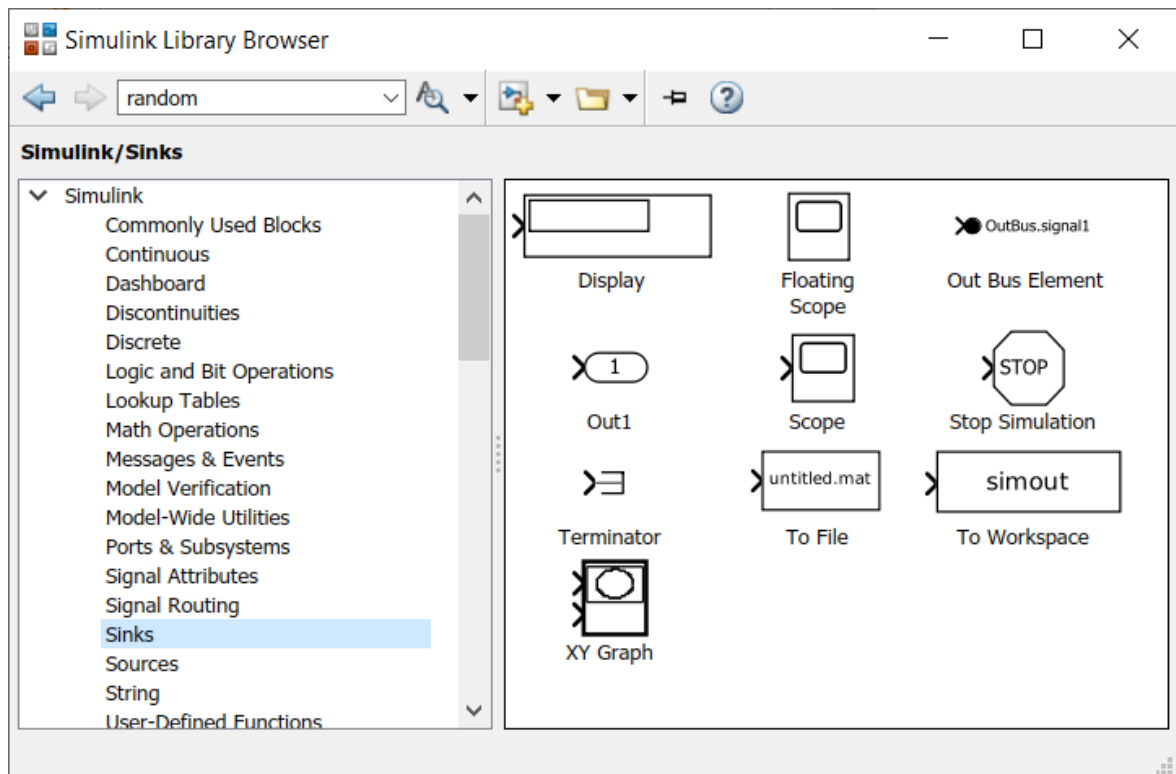 Simulink Library Browser
random
Simulink/Sinks
Simulink
Commonly Used Blocks
Continuous
Dashboard
Discontinuities
Discrete
Logic and Bit Operations
Lookup Tables
Math Operations
Messages & Events
Model Verification
Model-Wide Utilities
Ports & Subsystems
Signal Attributes
Signal Routing
Sinks
Sources
String
User-Defined Functions
Display
Floating
Scope
OutBus.signal1
Out Bus Element
1
Out1
Scope
STOP
Stop Simulation
Terminator
untitled.mat
To File
simout
To Workspace
XY Graph